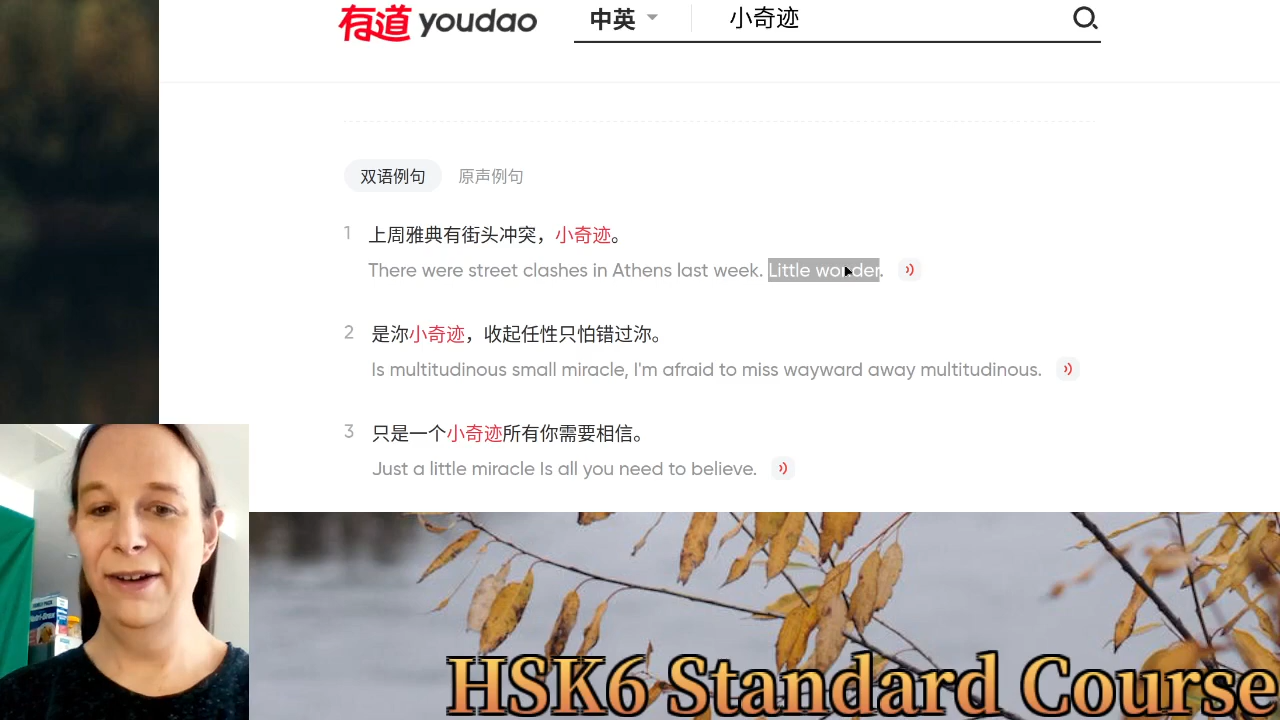 有道 youdao 中英 小奇迹
双语例句 原声例句
1 上周雅典有街头冲突，小奇迹。
There were street clashes in Athens last week. Little wonder.
2 是沵小奇迹，收起任性只怕错过沵。
Is multitudinous small miracle, I'm afraid to miss wayward away multitudinous.
3 只是一个小奇迹所有你需要相信。
Just a little miracle Is all you need to believe.
HSK6 Standard Course